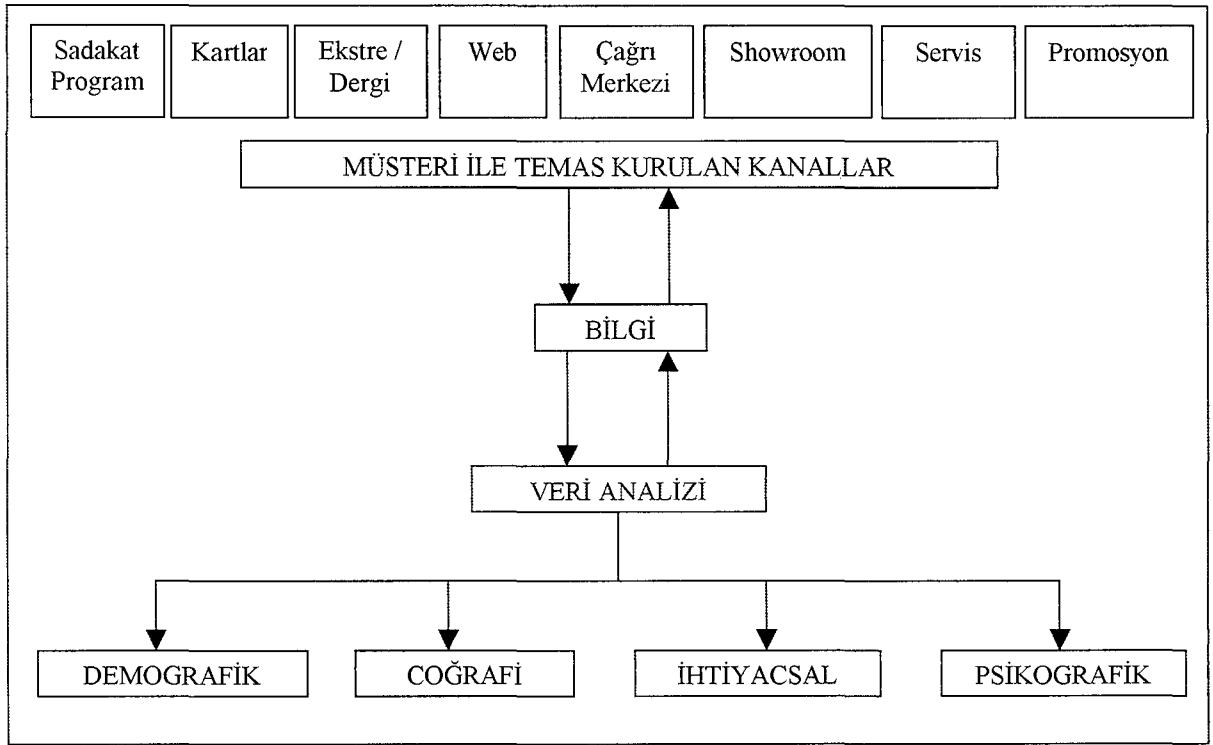 Sadakat
Program
Kartlar
Ekstre /
Dergi
Web
Çağrı
Merkezi
Showroom
Servis
Promosyon
MÜSTERİ İLE TEMAS KURULAN KANALLAR
BİLGİ
VERİ ANALİZİ
DEMOGRAFİK
COĞRAFİ
İHTİYACSAL
PSİKOGRAFİK